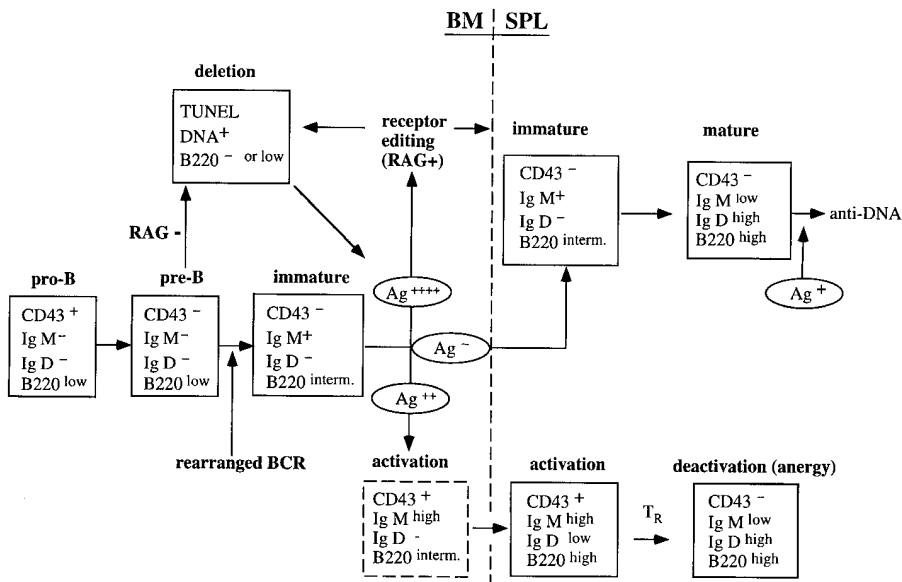 BM SPL
deletion
TUNEL
DNA+
B220 - or low
receptor
editing
(RAG+)
immature
CD43 -
Ig M+
Ig D -
B220 interm.
mature
CD43 -
Ig M low
Ig D high
B220 high
anti-DNA
Ag +
RAG -
pro-B
CD43 +
Ig M-
Ig D -
B220 low
pre-B
CD43 -
Ig M-
Ig D -
B220 low
immature
CD43 -
Ig M+
Ig D -
B220 interm.
Ag ++++
Ag -
Ag ++
rearranged BCR
activation
CD43 +
Ig M high
Ig D -
B220 interm.
activation
CD43 +
Ig M high
Ig D low
B220 high
TR
deactivation (anergy)
CD43 -
Ig M low
Ig D high
B220 high